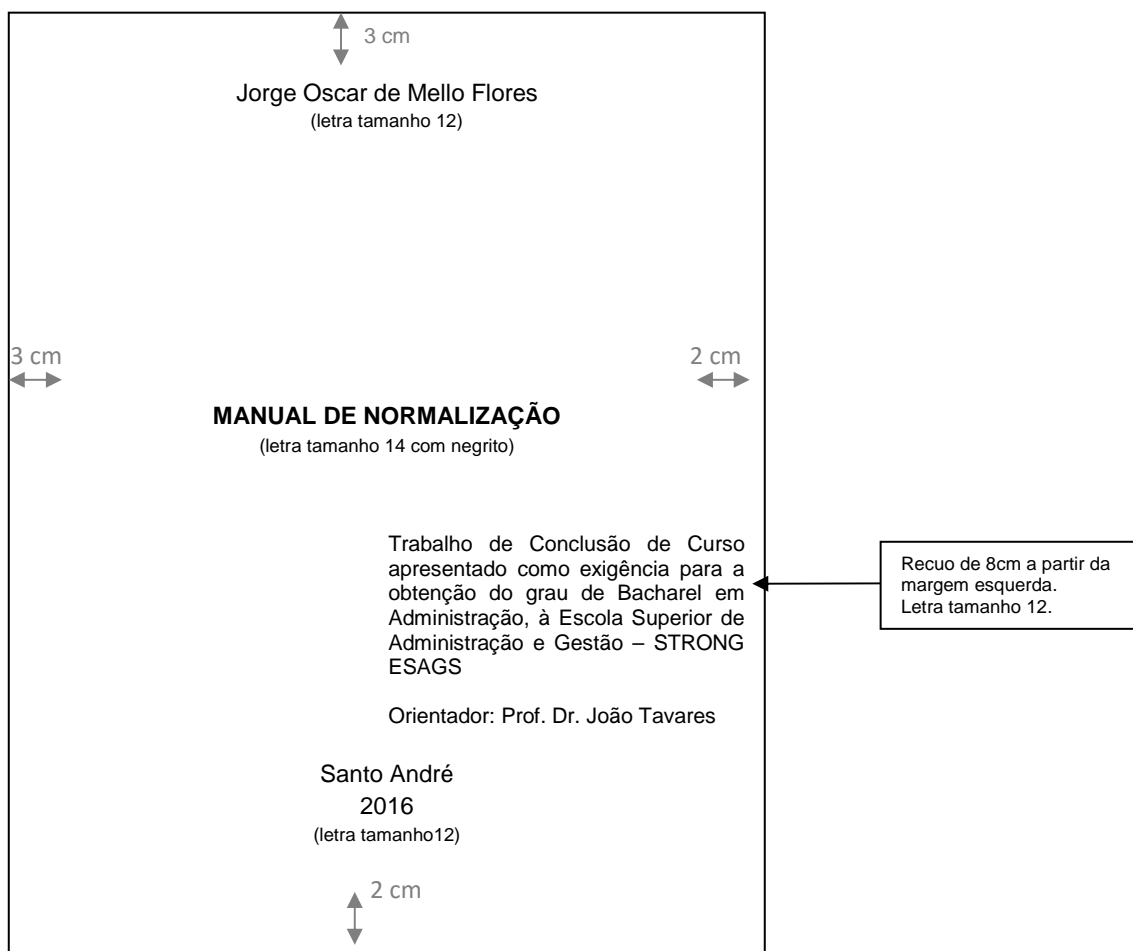 3 cm
Jorge Oscar de Mello Flores
(letra tamanho 12)
3 cm
2 cm
MANUAL DE NORMALIZAÇÃO
(letra tamanho 14 com negrito)
Trabalho de Conclusão de Curso
apresentado como exigência para a
obtenção do grau de Bacharel em
Administração, à Escola Superior de
Administração e Gestão – STRONG
ESAGS
Orientador: Prof. Dr. João Tavares
Recuo de 8cm a partir da
margem esquerda.
Letra tamanho 12.
Santo André
2016
(letra tamanho12)
2 cm